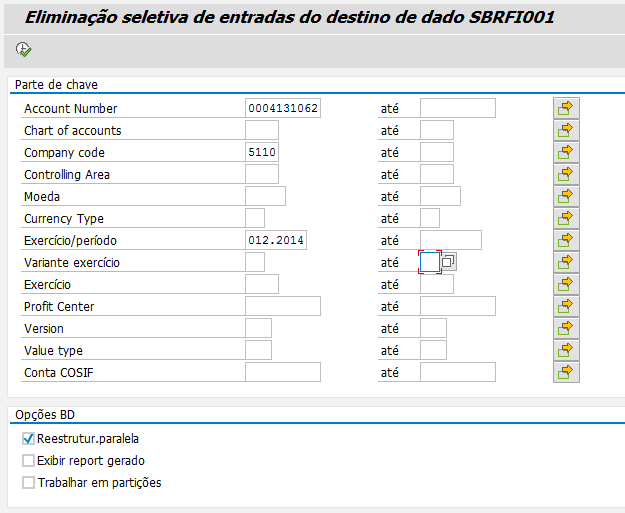 Eliminação seletiva de entradas do destino de dado SBRFI001
Parte de chave
Account Number 0004131062 até
Chart of accounts até
Company code 5110 até
Controlling Area até
Moeda até
Currency Type até
Exercício/período 012.2014 até
Variante exercício até
Exercício até
Profit Center até
Version até
Value type até
Conta COSIF até
Opções BD
Reestrutur.paralela
Exibir report gerado
Trabalhar em partições